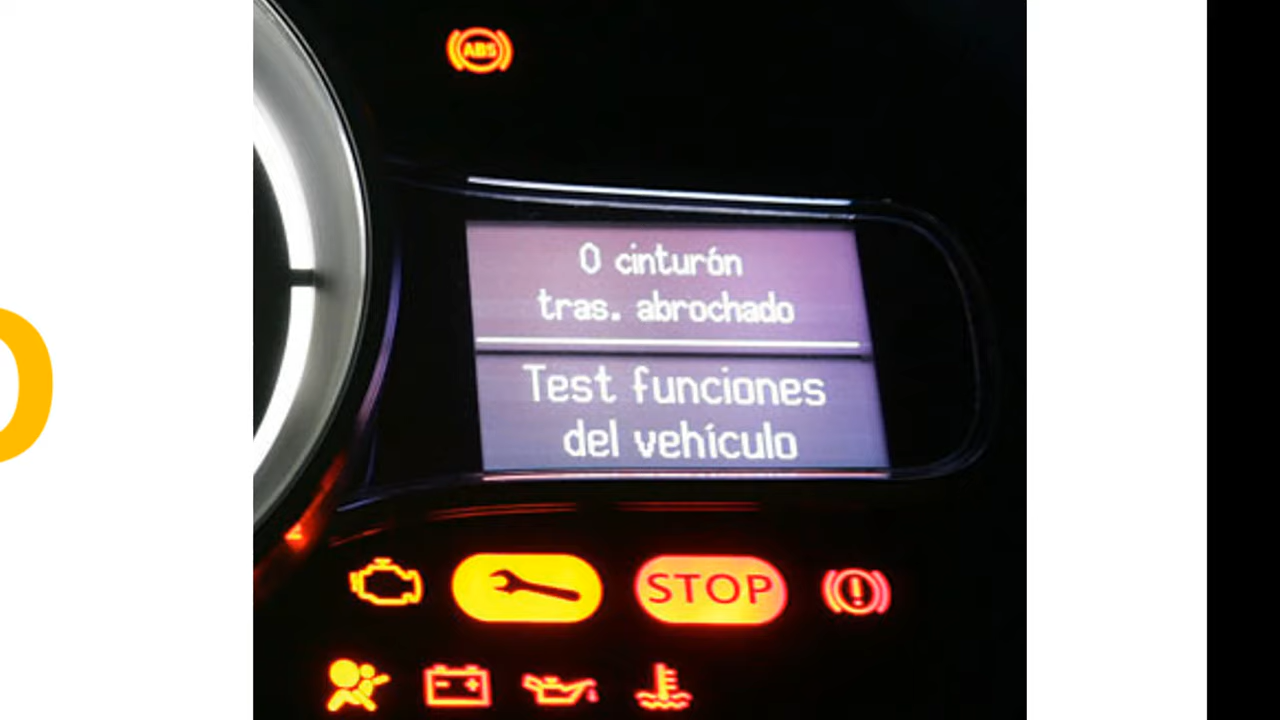 ABS
0 cinturón
tras. abrochado
Test funciones
del vehículo
STOP